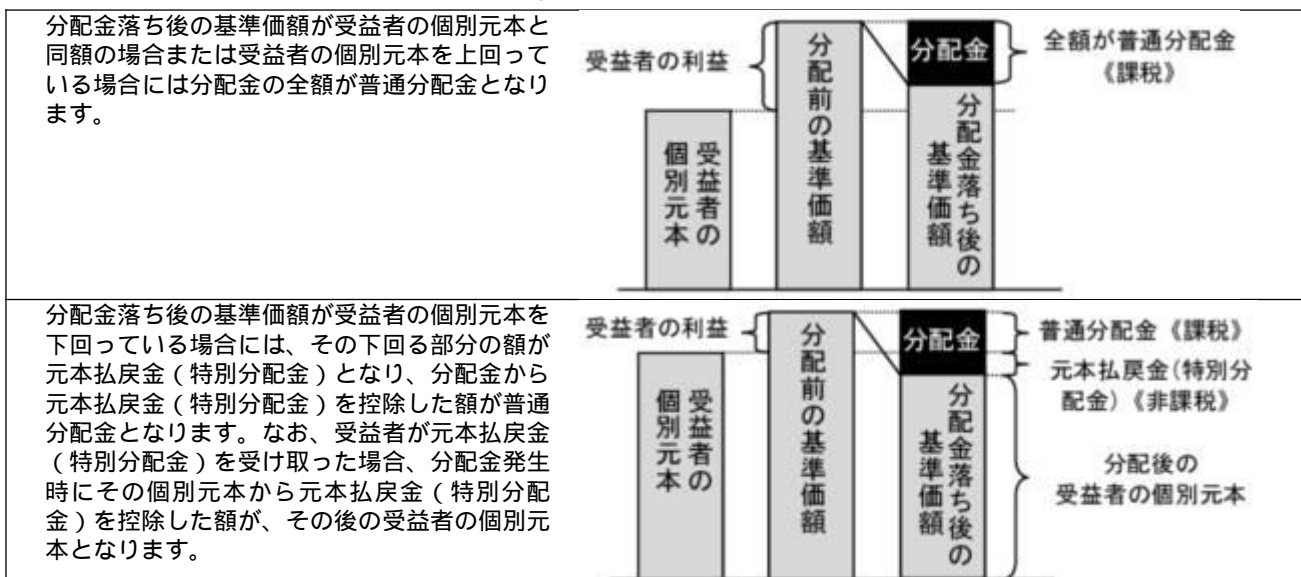 分配金落ち後の基準価額が受益者の個別元本と
同額の場合または受益者の個別元本を上回って
いる場合には分配金の全額が普通分配金となり
ます。
受益者の利益
受益者の
個別元本
分配前の基準価額
分配金
分配金落ち後の
基準価額
全額が普通分配金
《課税》
分配金落ち後の基準価額が受益者の個別元本を
下回っている場合には、その下回る部分の額が
元本払戻金（特別分配金）となり、分配金から
元本払戻金（特別分配金）を控除した額が普通
分配金となります。なお、受益者が元本払戻金
（特別分配金）を受け取った場合、分配金発生
時にその個別元本から元本払戻金（特別分配
金）を控除した額が、その後の受益者の個別元
本となります。
受益者の利益
受益者の
個別元本
分配前の基準価額
分配金
分配金落ち後の
基準価額
普通分配金《課税》
元本払戻金(特別分
配金)《非課税》
分配後の
受益者の個別元本